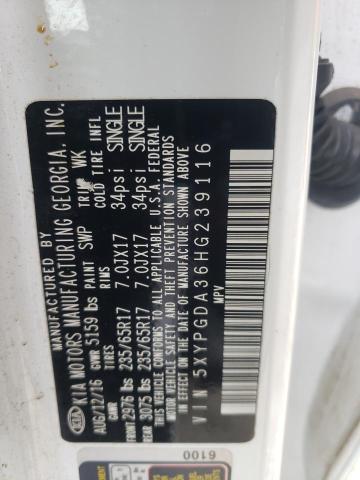 KIA KIA MOTORS MANUFACTURING GEORGIA, INC.
AUG/12/16 GVWR 5159 lbs PAINT SWP TRIM WK
GAWR TIRES RIMS COLD TIRE INFL
FRONT 2976 lbs 235/65R17 7.0JX17 34psi SINGLE
REAR 3075 lbs 235/65R17 7.0JX17 34psi SINGLE
THIS VEHICLE CONFORMS TO ALL APPLICABLE U.S.A. FEDERAL
MOTOR VEHICLE SAFETY, BUMPER, AND THEFT PREVENTION STANDARDS
IN EFFECT ON THE DATE OF MANUFACTURE SHOWN ABOVE.
VIN 5XYPGDA36HG239116
MPV
6100